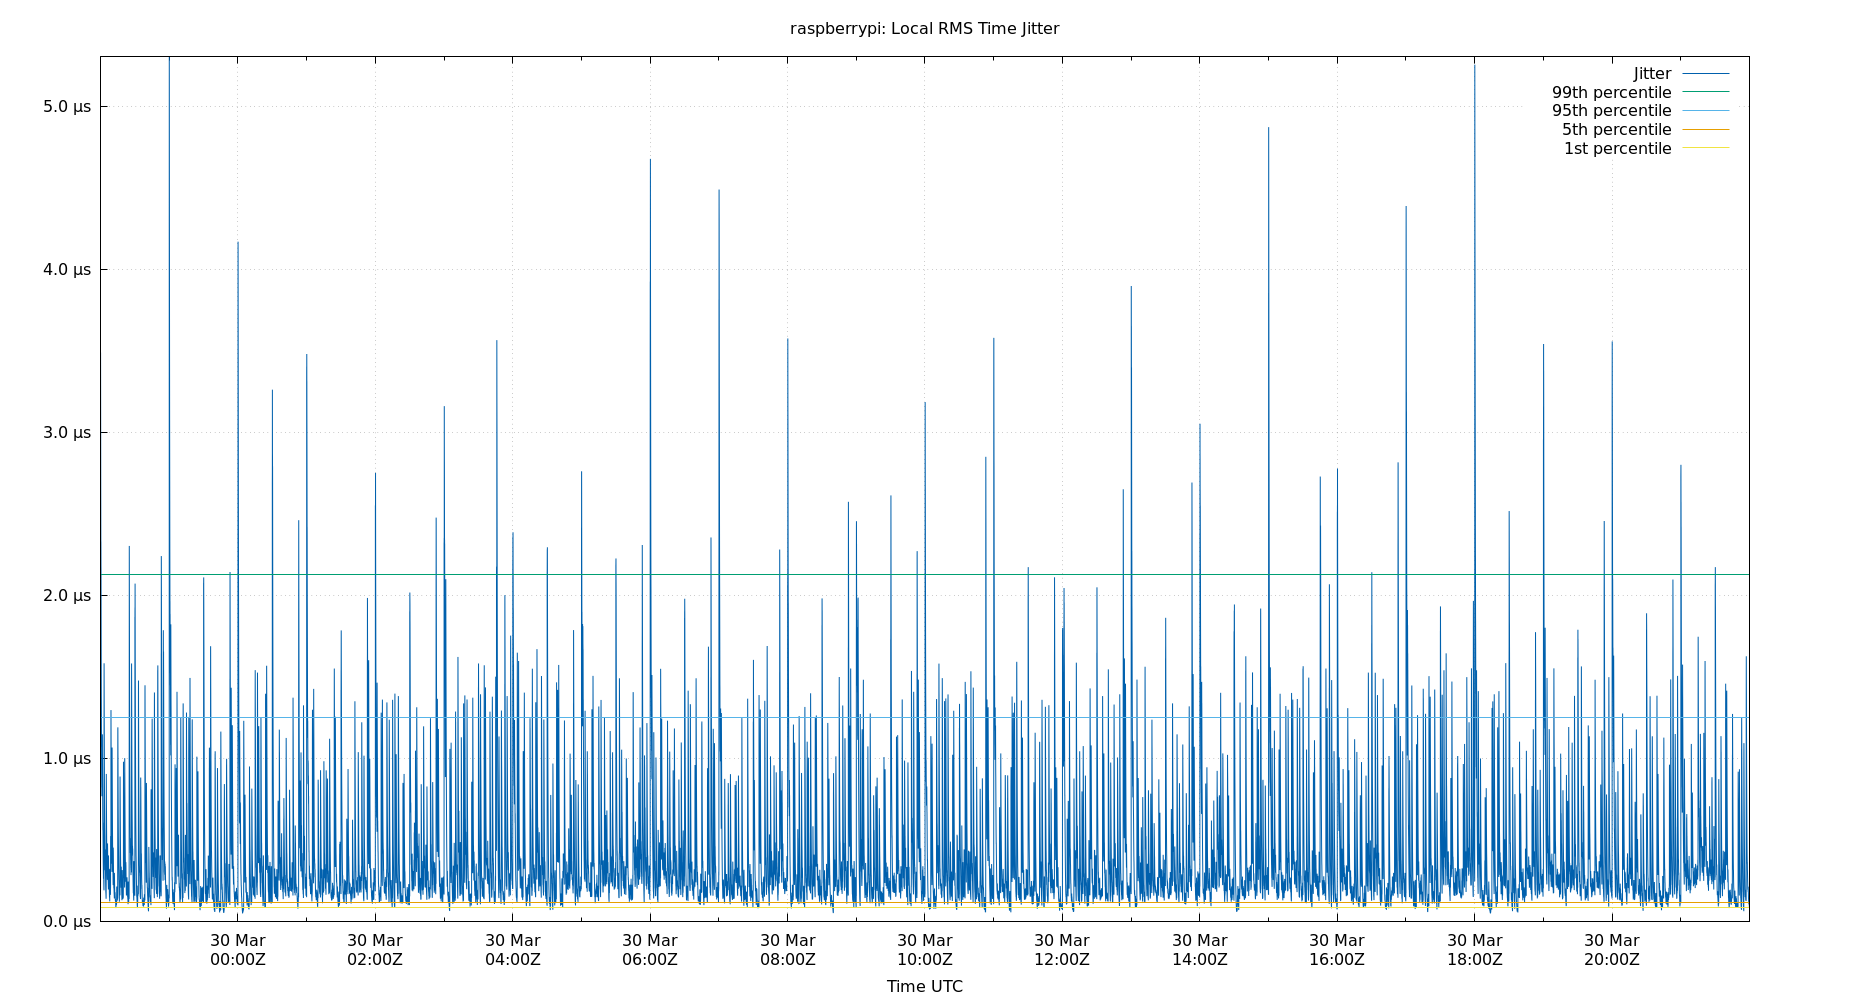 raspberrypi: Local RMS Time Jitter
Jitter
99th percentile
95th percentile
5th percentile
1st percentile
5.0 µs
4.0 µs
3.0 µs
2.0 µs
1.0 µs
0.0 µs
30 Mar 30 Mar 30 Mar 30 Mar 30 Mar 30 Mar 30 Mar 30 Mar 30 Mar 30 Mar 30 Mar
00:00Z 02:00Z 04:00Z 06:00Z 08:00Z 10:00Z 12:00Z 14:00Z 16:00Z 18:00Z 20:00Z
Time UTC